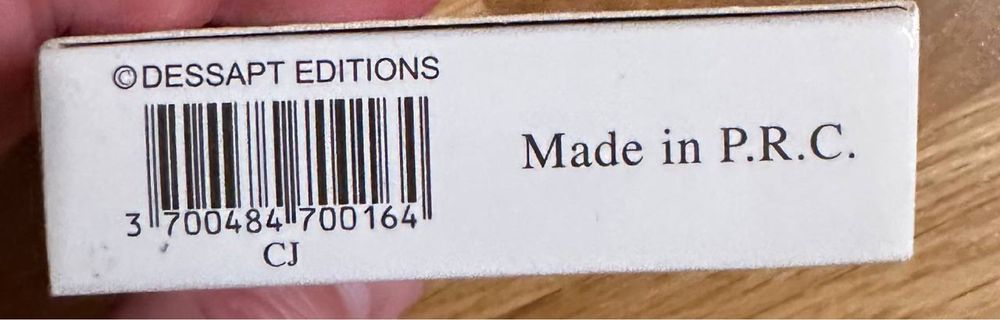 ©DESSAPT EDITIONS
3 700484 700164
CJ
Made in P.R.C.